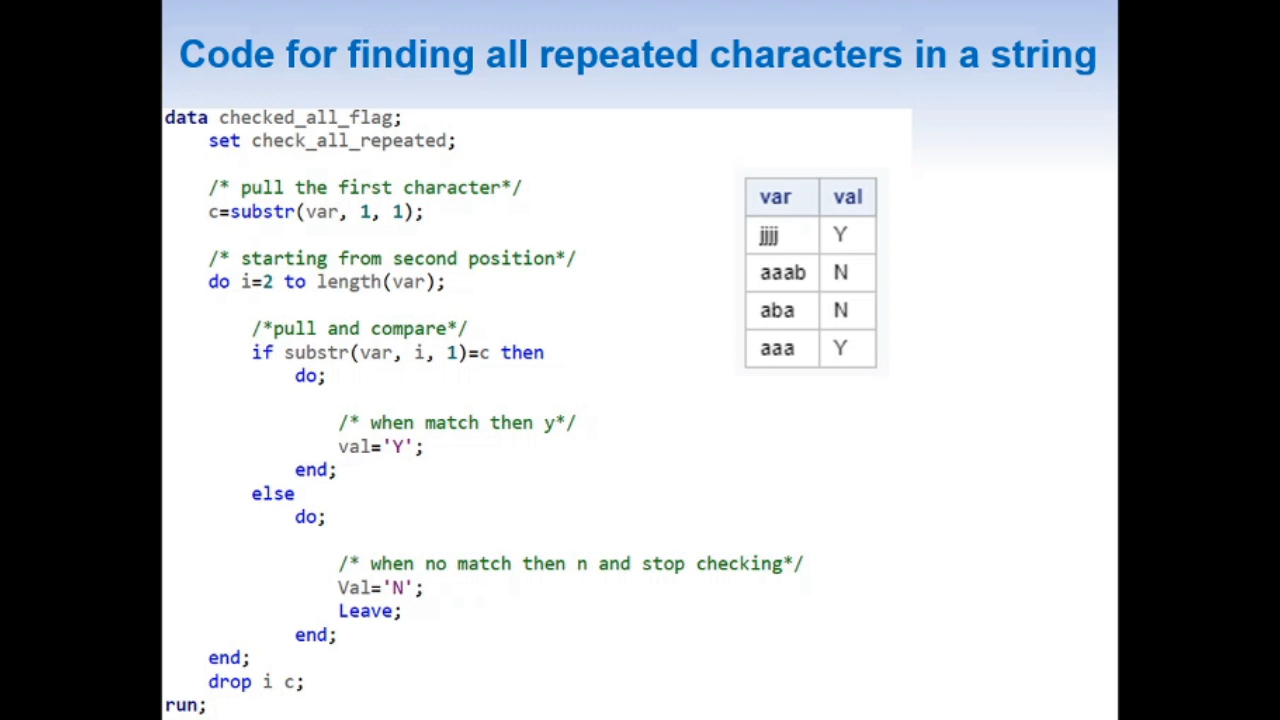 Code for finding all repeated characters in a string
data checked_all_flag;
set check_all_repeated;
/* pull the first character*/
c=substr(var, 1, 1);
/* starting from second position*/
do i=2 to length(var);
/*pull and compare*/
if substr(var, i, 1)=c then
do;
/* when match then y*/
val='Y';
end;
else
do;
/* when no match then n and stop checking*/
Val='N';
Leave;
end;
end;
drop i c;
run;
var val
jjjj Y
aaab N
aba N
aaa Y